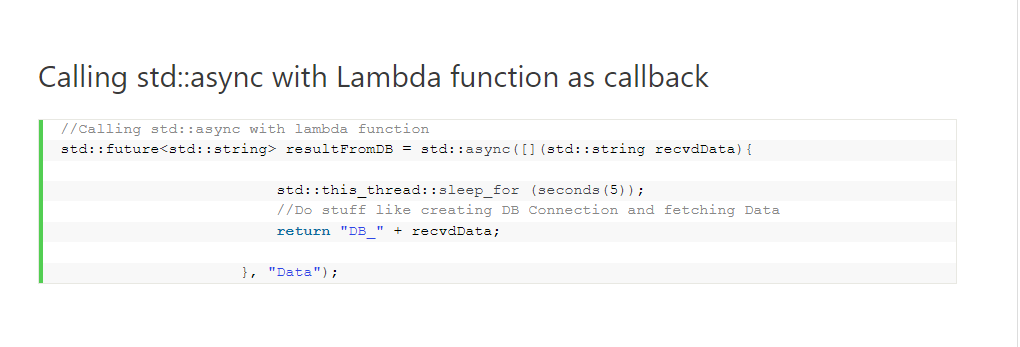 Calling std::async with Lambda function as callback
//Calling std::async with lambda function
std::future<std::string> resultFromDB = std::async([](std::string recvdData){
std::this_thread::sleep_for (seconds(5));
//Do stuff like creating DB Connection and fetching Data
return "DB_" + recvdData;
}, "Data");